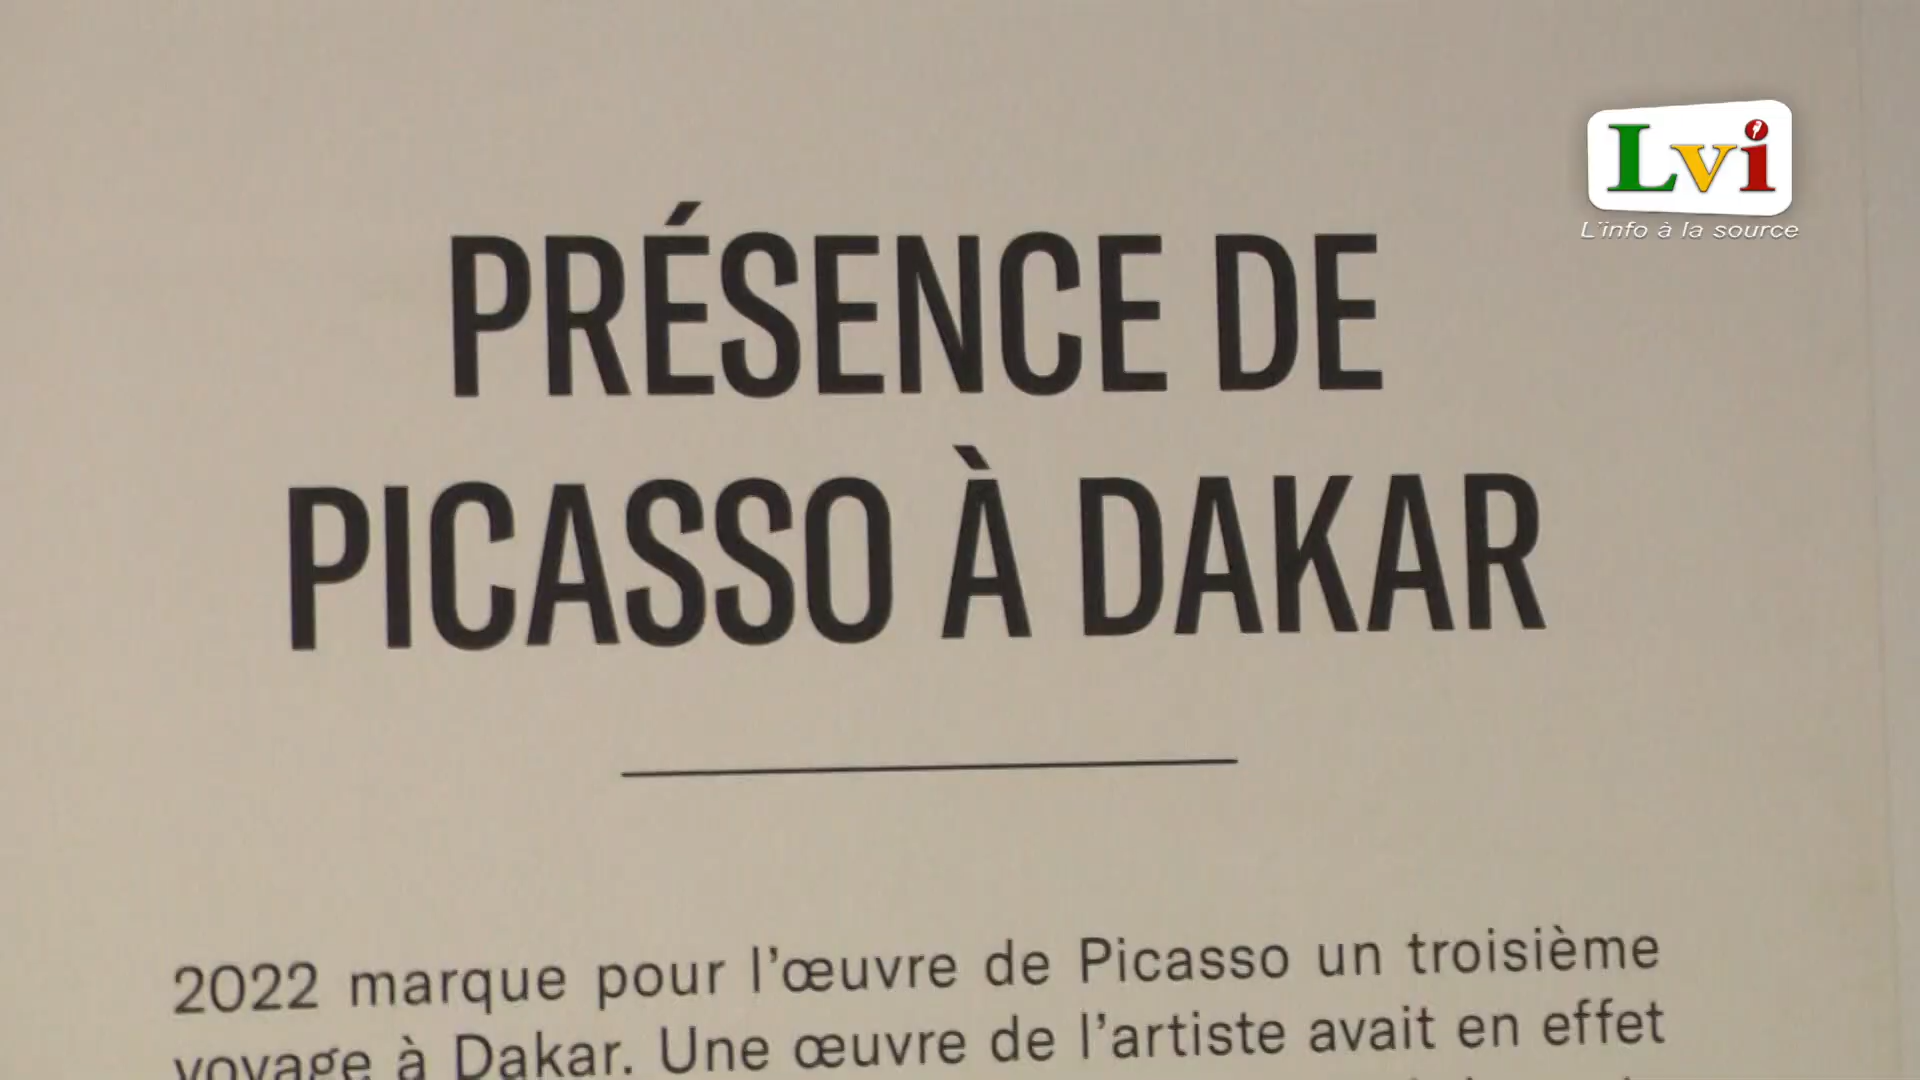 Lvi
L'info à la source
PRÉSENCE DE
PICASSO À DAKAR
2022 marque pour l'œuvre de Picasso un troisième
voyage à Dakar. Une œuvre de l'artiste avait en effet